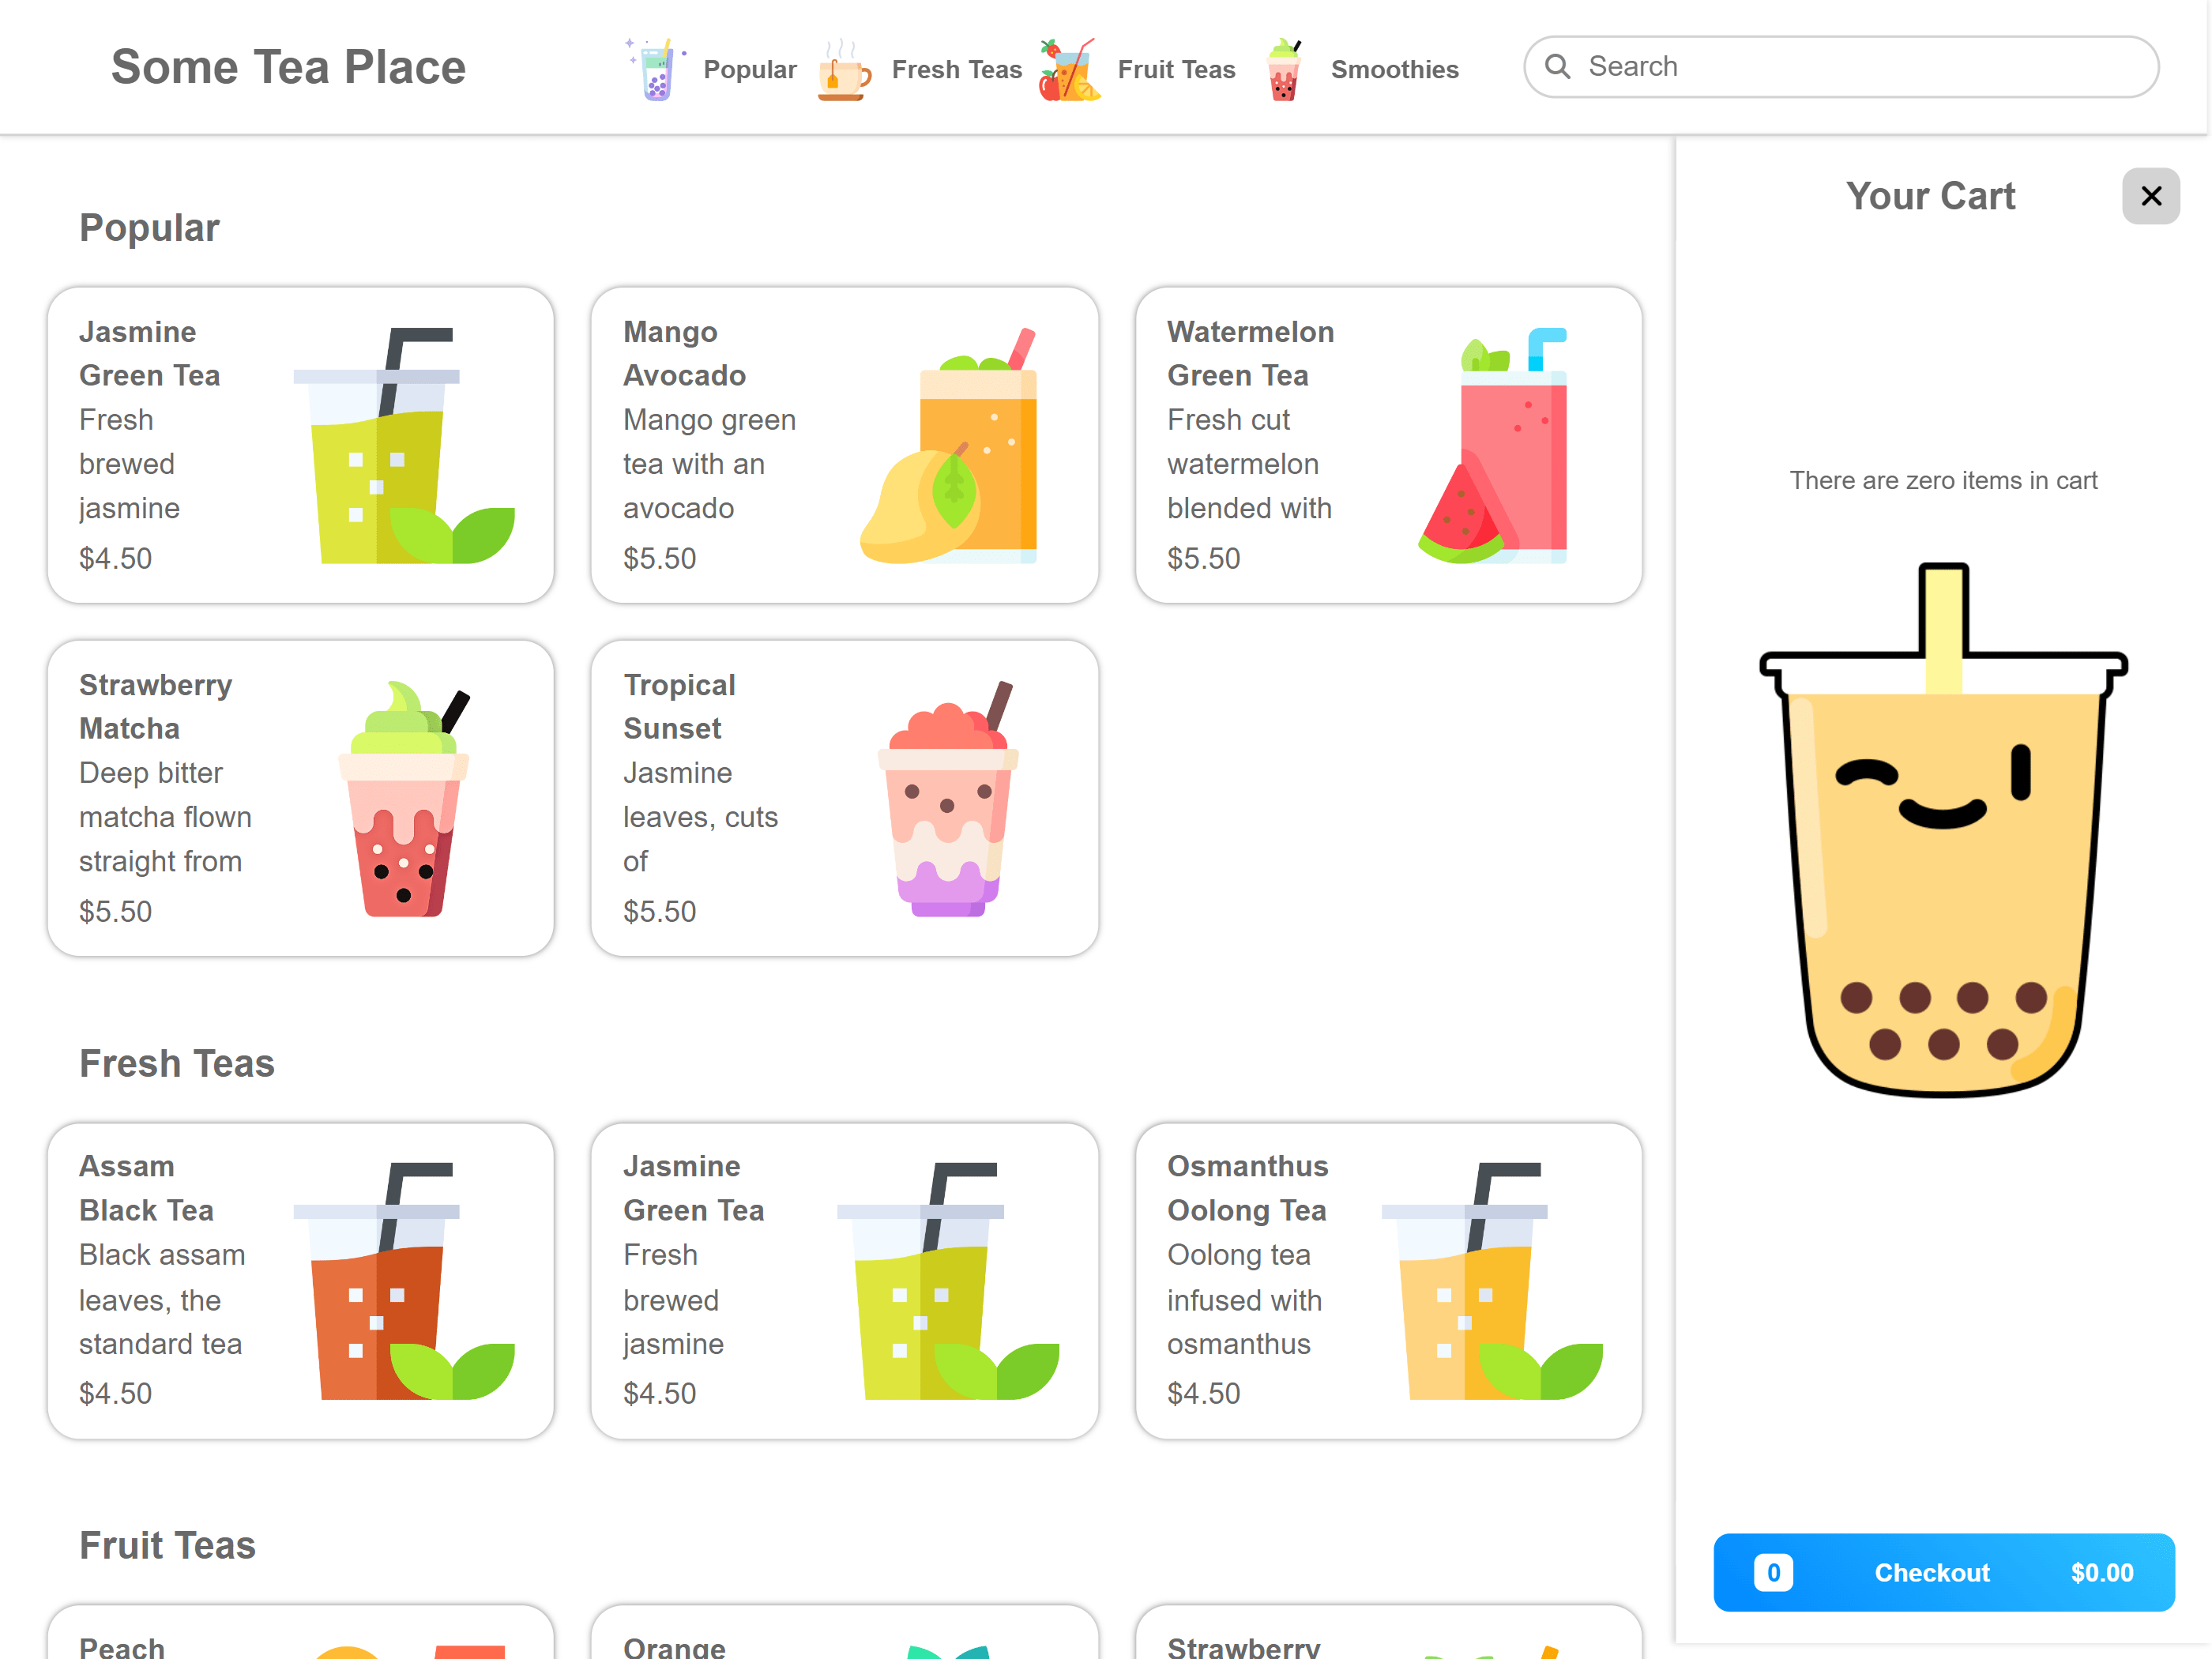 Some Tea Place
Popular
Fresh Teas
Fruit Teas
Smoothies
Search
Popular
Jasmine
Green Tea
Fresh
brewed
jasmine
$4.50
Mango
Avocado
Mango green
tea with an
avocado
$5.50
Watermelon
Green Tea
Fresh cut
watermelon
blended with
$5.50
Strawberry
Matcha
Deep bitter
matcha flown
straight from
$5.50
Tropical
Sunset
Jasmine
leaves, cuts
of
$5.50
Fresh Teas
Assam
Black Tea
Black assam
leaves, the
standard tea
$4.50
Jasmine
Green Tea
Fresh
brewed
jasmine
$4.50
Osmanthus
Oolong Tea
Oolong tea
infused with
osmanthus
$4.50
Fruit Teas
Peach
Orange
Strawberry
Your Cart
There are zero items in cart
0 Checkout $0.00